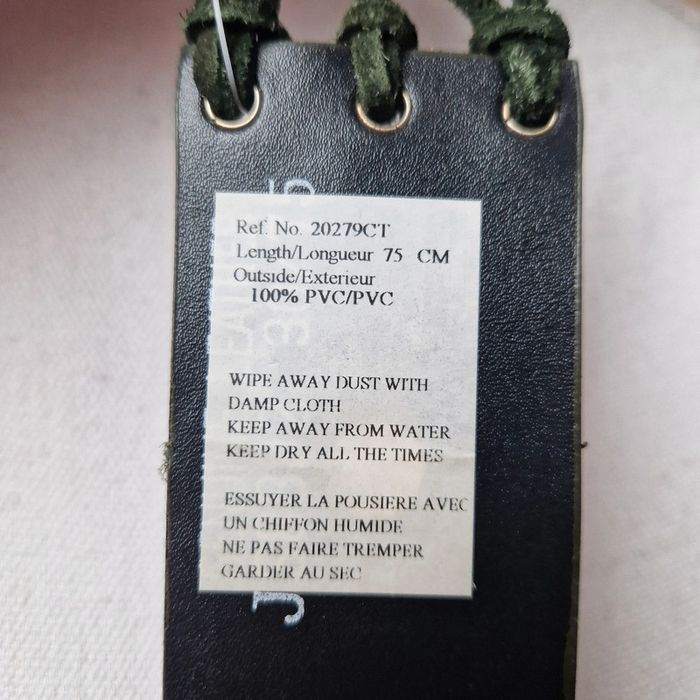 Ref. No. 20279CT
Length/Longueur 75 CM
Outside/Exterieur
100% PVC/PVC
WIPE AWAY DUST WITH
DAMP CLOTH
KEEP AWAY FROM WATER
KEEP DRY ALL THE TIMES
ESSUYER LA POUSIERE AVEC
UN CHIFFON HUMIDE
NE PAS FAIRE TREMPER
GARDER AU SEC